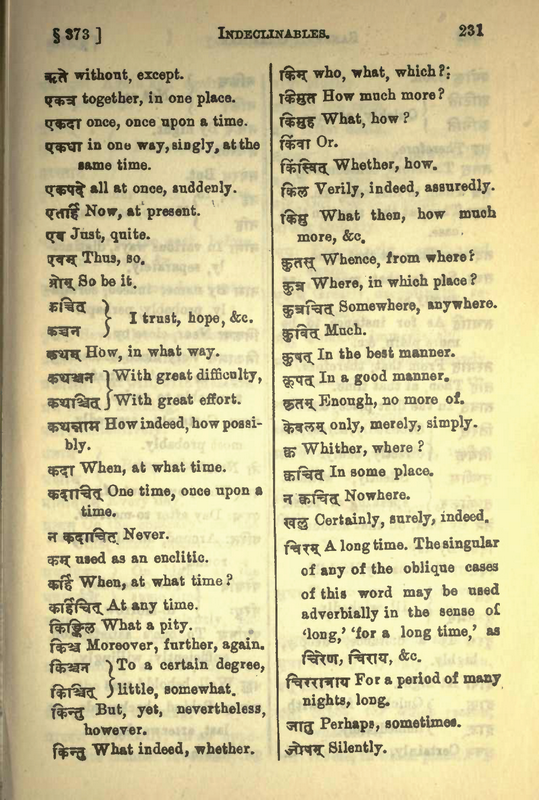 § 373 ] INDECLINABLES. 231
ऋते without, except.
एकत्र together, in one place.
एकदा once, once upon a time.
एकधा in one way, singly, at the
same time.
एकपदे all at once, suddenly.
एतर्हि Now, at present.
एव Just, quite.
एवम् Thus, so.
ओम् So be it.
कच्चित्
I trust, hope, &c.
कच्चन
कथम् How, in what way.
कथञ्चन With great difficulty,
कथाचित् With great effort.
कथन्नाम How indeed, how possi-
bly.
कदा When, at what time.
कदाचित् One time, once upon a
time.
न कदाचित् Never.
कम् used as an enclitic.
कर्हि When, at what time ?
कर्हिचित् At any time.
किङ्किल What a pity.
किञ्च Moreover, further, again.
किञ्चन To a certain degree,
किञ्चित् little, somewhat.
किन्तु But, yet, nevertheless,
however.
किन्नु What indeed, whether.
किम् who, what, which ?:
किमुत How much more ?
किमुह What, how ?
किंवा Or.
किंस्वित् Whether, how.
किल Verily, indeed, assuredly.
किमु What then, how much
more, &c.
कुतस् Whence, from where ?
कुत्र Where, in which place ?
कुत्रचित् Somewhere, anywhere.
कुवित् Much.
कुपत् In the best manner.
कूपत् In a good manner.
कृतम् Enough, no more of.
केवलम् only, merely, simply.
क्व Whither, where ?
क्वचित् In some place.
न क्वचित् Nowhere.
खलु Certainly, surely, indeed.
चिरम् A long time. The singular
of any of the oblique cases
of this word may be used
adverbially in the sense of
‘long,’ ‘for a long time,’ as
चिरेण, चिराय, &c.
चिररात्राय For a period of many
nights, long.
जातु Perhaps, sometimes.
जोषम् Silently.